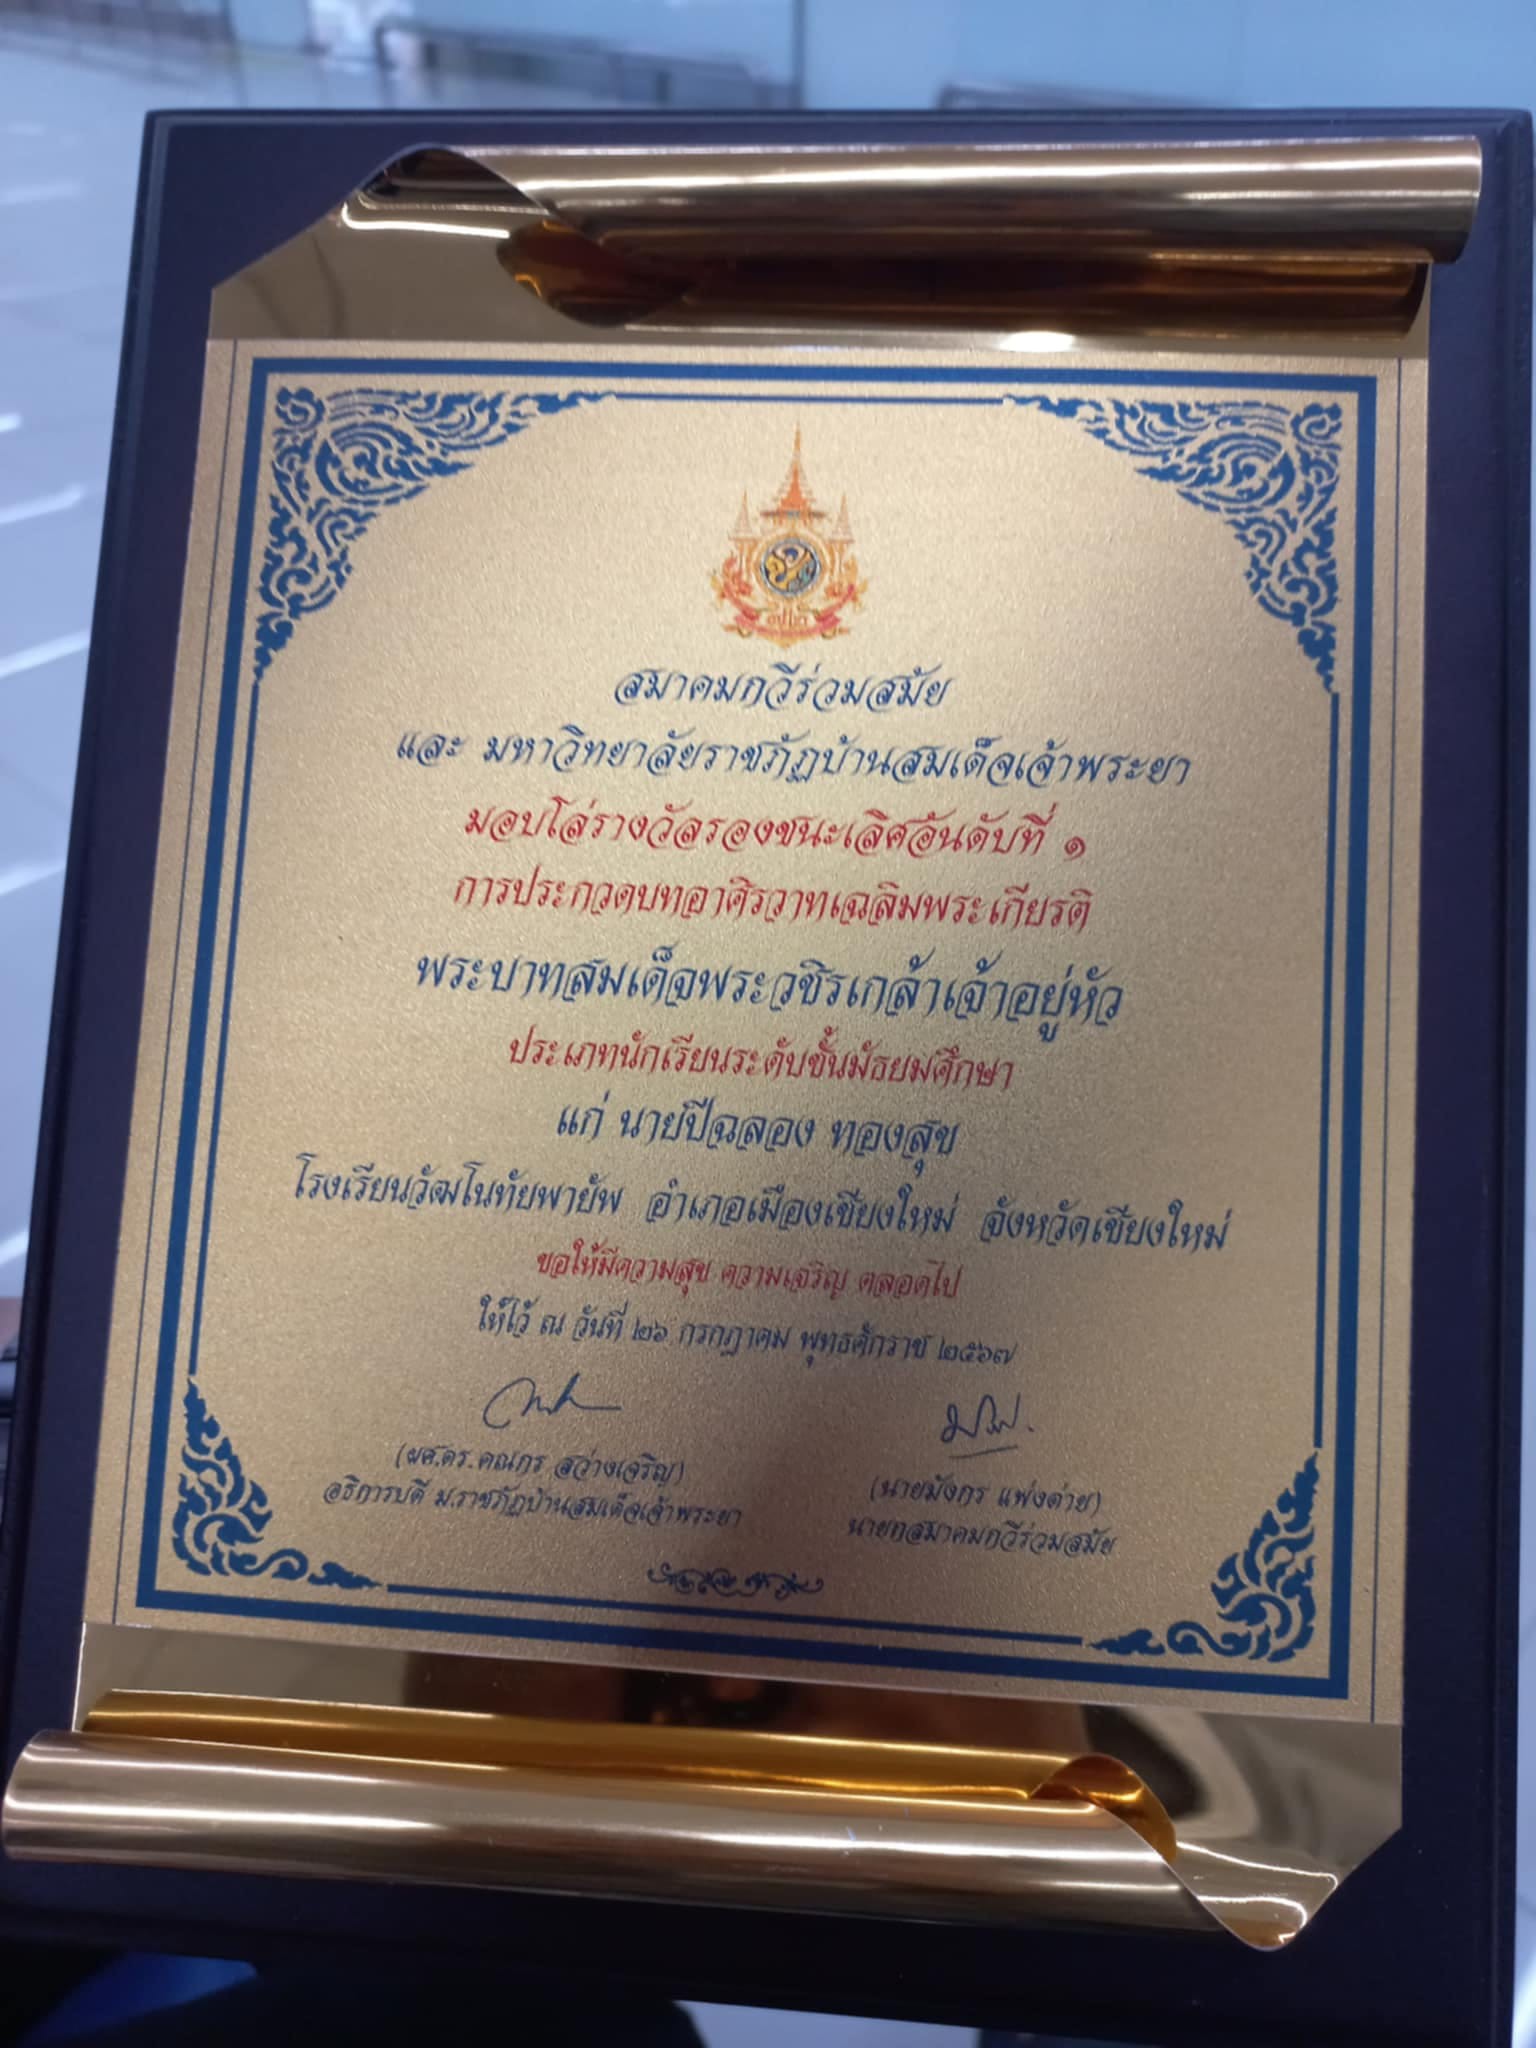 สมาคมกวีร่วมสมัย
และ มหาวิทยาลัยราชภัฏบ้านสมเด็จเจ้าพระยา
มอบโล่รางวัลรองชนะเลิศอันดับที่ ๑
การประกวดบทอาศิรวาทเฉลิมพระเกียรติ
พระบาทสมเด็จพระวชิรเกล้าเจ้าอยู่หัว
ประเภทนักเรียนระดับชั้นมัธยมศึกษา
แก่ นายปีฉลอง ทองสุข
โรงเรียนวัฒโนทัยพายัพ อำเภอเมืองเชียงใหม่ จังหวัดเชียงใหม่
ขอให้มีความสุข ความเจริญ ตลอดไป
ให้ไว้ ณ วันที่ ๒๖ กรกฎาคม พุทธศักราช ๒๕๖๗
(ผศ.ดร.คณกร สว่างเจริญ)
อธิการบดี ม.ราชภัฏบ้านสมเด็จเจ้าพระยา
(นายมังกร แพ่งต่าย)
นายกสมาคมกวีร่วมสมัย